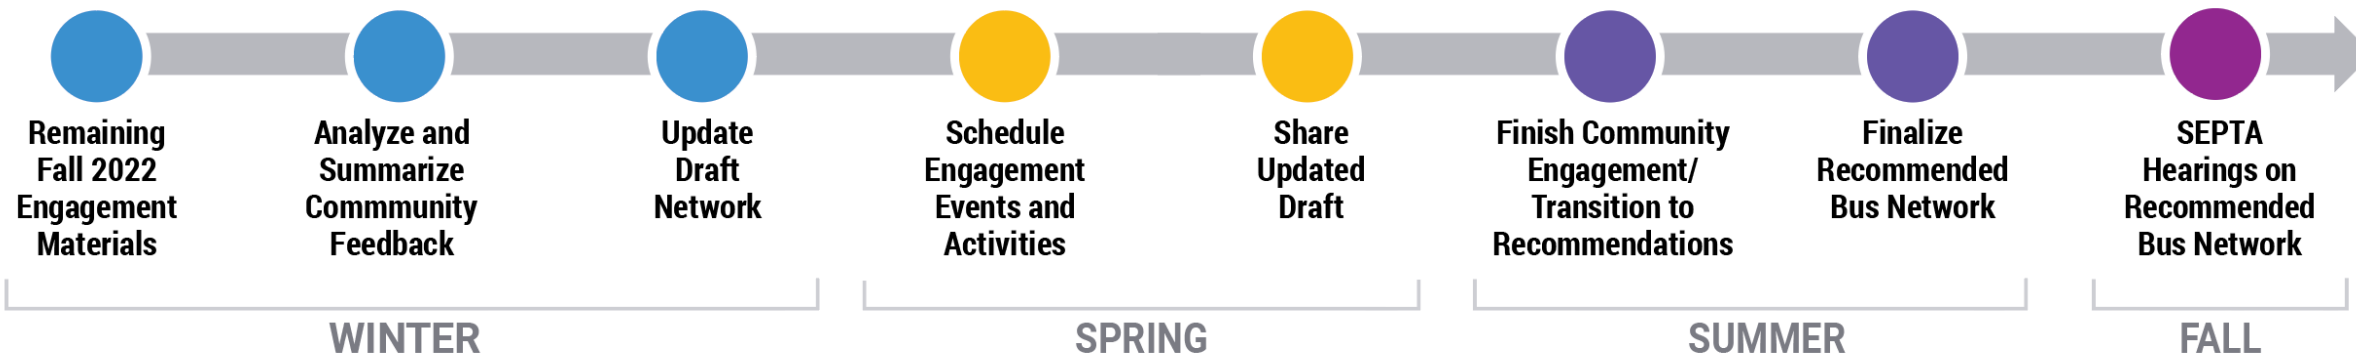 Remaining
Fall 2022
Engagement
Materials
Analyze and
Summarize
Commmunity
Feedback
Update
Draft
Network
Schedule
Engagement
Events and
Activities
Share
Updated
Draft
Finish Community
Engagement/
Transition to
Recommendations
Finalize
Recommended
Bus Network
SEPTA
Hearings on
Recommended
Bus Network
WINTER
SPRING
SUMMER
FALL